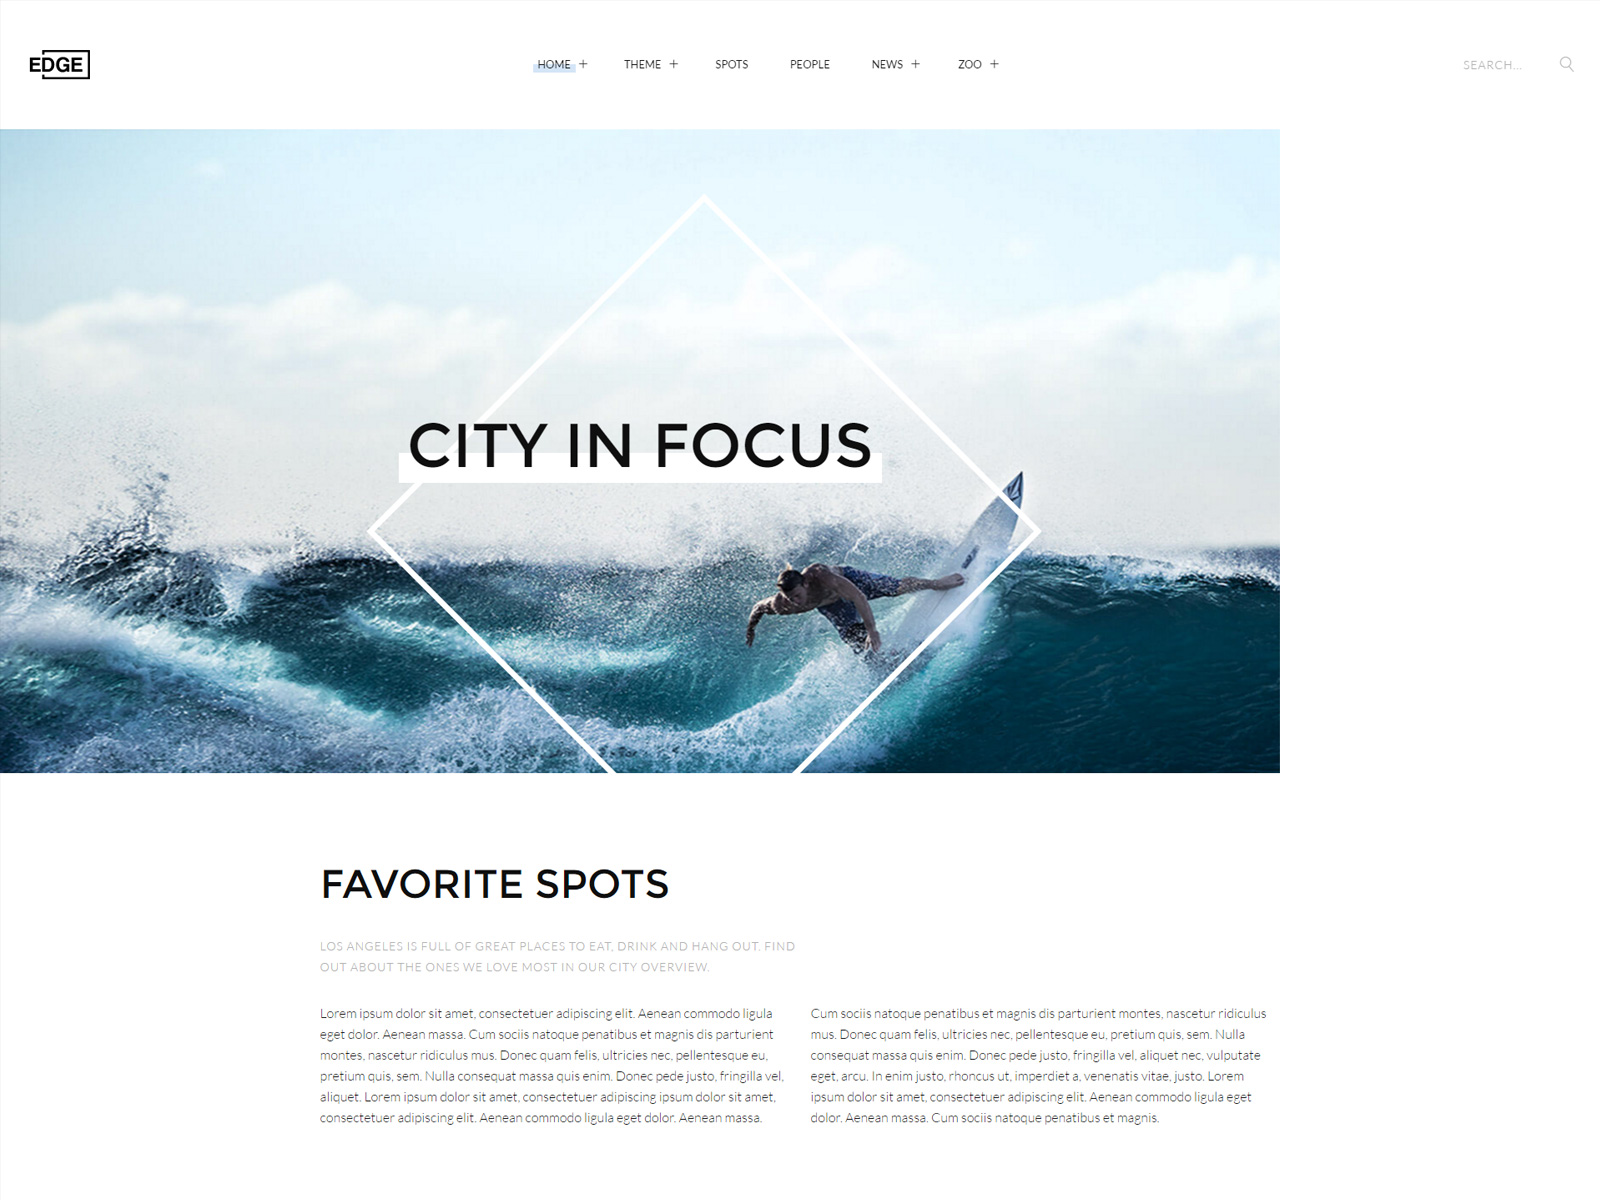 EDGE
HOME + THEME + SPOTS PEOPLE NEWS + ZOO + SEARCH...
CITY IN FOCUS
FAVORITE SPOTS
LOS ANGELES IS FULL OF GREAT PLACES TO EAT, DRINK AND HANG OUT. FIND
OUT ABOUT THE ONES WE LOVE MOST IN OUR CITY OVERVIEW.
Lorem ipsum dolor sit amet, consectetuer adipiscing elit. Aenean commodo ligula
eget dolor. Aenean massa. Cum sociis natoque penatibus et magnis dis parturient
montes, nascetur ridiculus mus. Donec quam felis, ultricies nec, pellentesque eu,
pretium quis, sem. Nulla consequat massa quis enim. Donec pede justo, fringilla vel,
aliquet. Lorem ipsum dolor sit amet, consectetuer adipiscing ipsum dolor sit amet,
consectetuer adipiscing elit. Aenean commodo ligula eget dolor. Aenean massa.
Cum sociis natoque penatibus et magnis dis parturient montes, nascetur ridiculus
mus. Donec quam felis, ultricies nec, pellentesque eu, pretium quis, sem. Nulla
consequat massa quis enim. Donec pede justo, fringilla vel, aliquet nec, vulputate
eget, arcu. In enim justo, rhoncus ut, imperdiet a, venenatis vitae, justo. Lorem
ipsum dolor sit amet, consectetuer adipiscing elit. Aenean commodo ligula eget
dolor. Aenean massa. Cum sociis natoque penatibus et magnis.